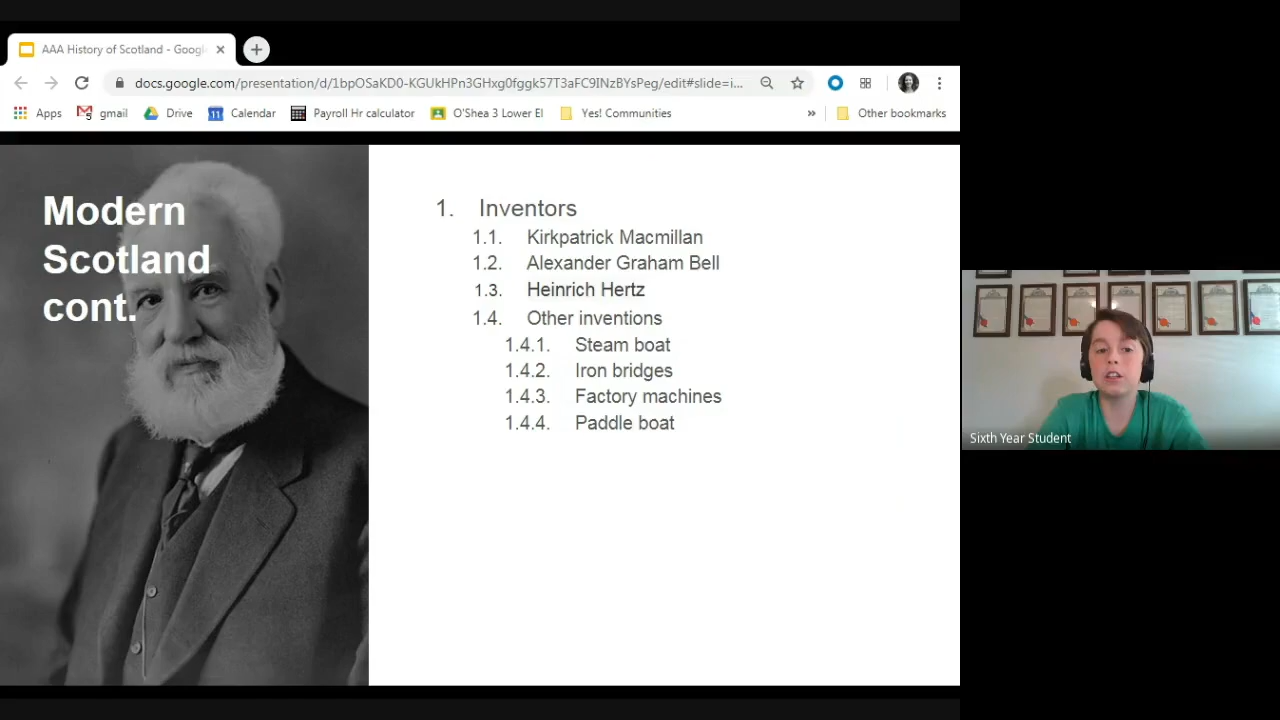 AAA History of Scotland - Googl
docs.google.com/presentation/d/1bpOSaKD0-KGUkHPn3GHxg0fggk57T3aFC9INzBYsPeg/edit#slide=i...
Apps gmail Drive Calendar Payroll Hr calculator O'Shea 3 Lower El Yes! Communities » Other bookmarks
Modern
Scotland
cont.
1. Inventors
1.1. Kirkpatrick Macmillan
1.2. Alexander Graham Bell
1.3. Heinrich Hertz
1.4. Other inventions
1.4.1. Steam boat
1.4.2. Iron bridges
1.4.3. Factory machines
1.4.4. Paddle boat
Sixth Year Student